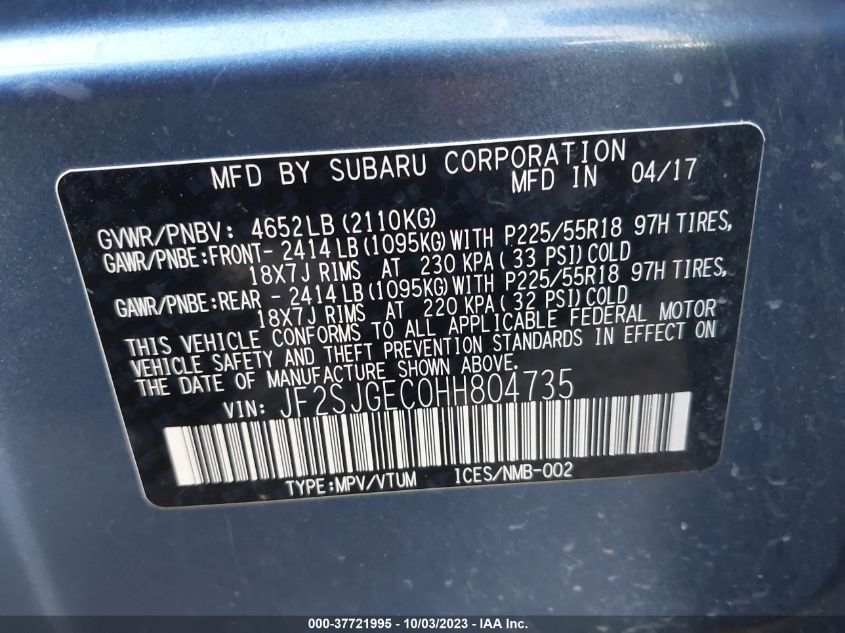 MFD BY SUBARU CORPORATION
MFD IN 04/17
GVWR/PNBV: 4652LB (2110KG)
GAWR/PNBE:FRONT- 2414 LB (1095KG) WITH P225/55R18 97H TIRES,
18X7J RIMS AT 230 KPA ( 33 PSI) COLD
GAWR/PNBE:REAR - 2414 LB (1095KG) WITH P225/55R18 97H TIRES,
18X7J RIMS AT 220 KPA ( 32 PSI) COLD
THIS VEHICLE CONFORMS TO ALL APPLICABLE FEDERAL MOTOR
VEHICLE SAFETY AND THEFT PREVENTION STANDARDS IN EFFECT ON
THE DATE OF MANUFACTURE SHOWN ABOVE.
VIN: JF2SJGEC0HH804735
TYPE:MPV/VTUM ICES/NMB-002
000-37721995 - 10/03/2023 - IAA Inc.